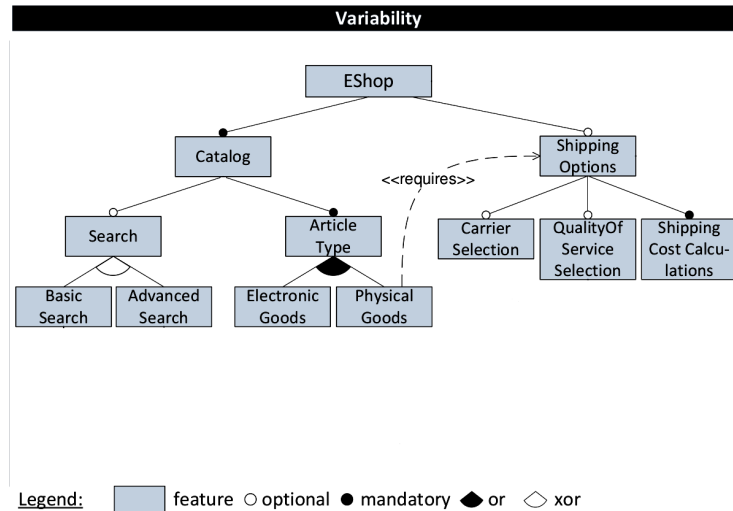 Variability
EShop
Catalog
Shipping
Options
<<requires>>
Search
Article
Type
Carrier
Selection
QualityOf
Service
Selection
Shipping
Cost Calcu-
lations
Basic
Search
Advanced
Search
Electronic
Goods
Physical
Goods
Legend: feature optional mandatory or xor